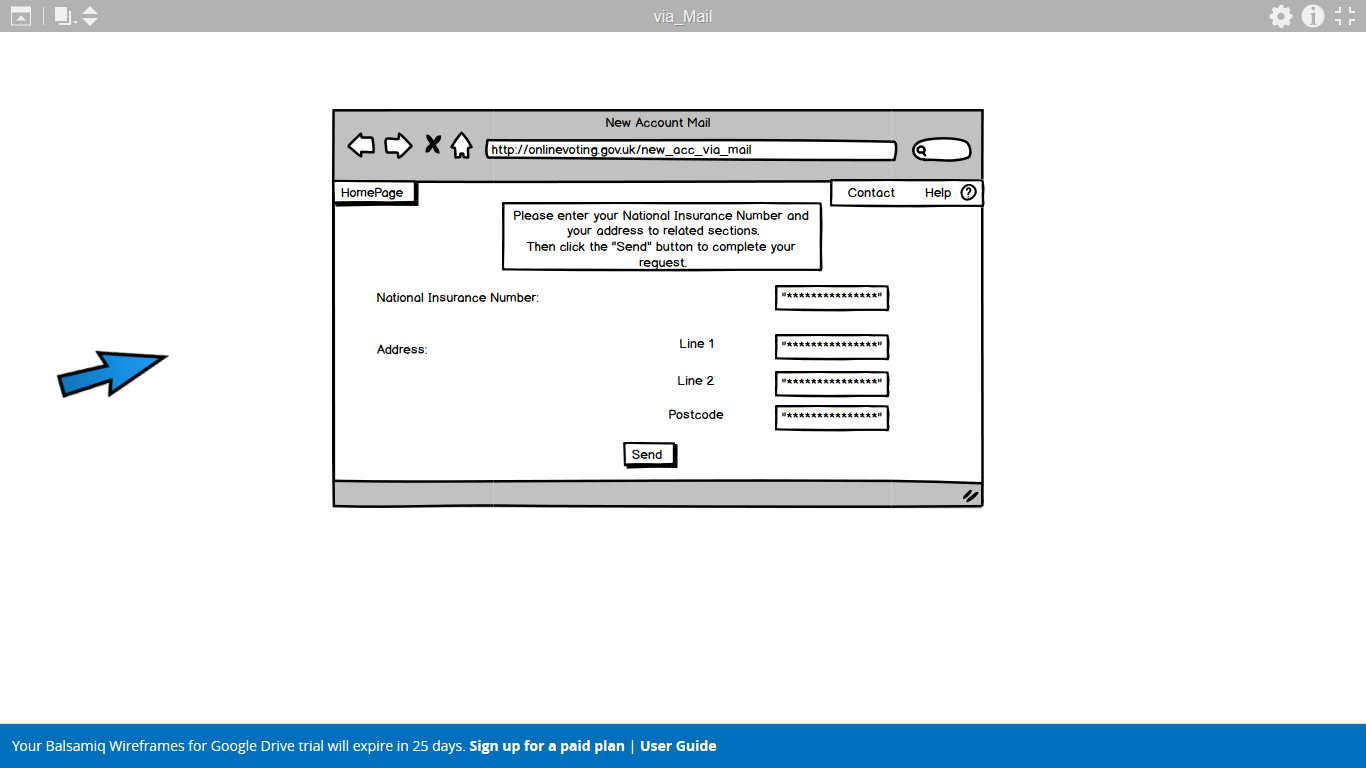 via_Mail
New Account Mail
http://onlinevoting.gov.uk/new_acc_via_mail
HomePage
Contact Help ?
Please enter your National Insurance Number and
your address to related sections.
Then click the "Send" button to complete your
request.
National Insurance Number: "***************"
Address:
Line 1 "***************"
Line 2 "***************"
Postcode "***************"
Send
Your Balsamiq Wireframes for Google Drive trial will expire in 25 days. Sign up for a paid plan | User Guide